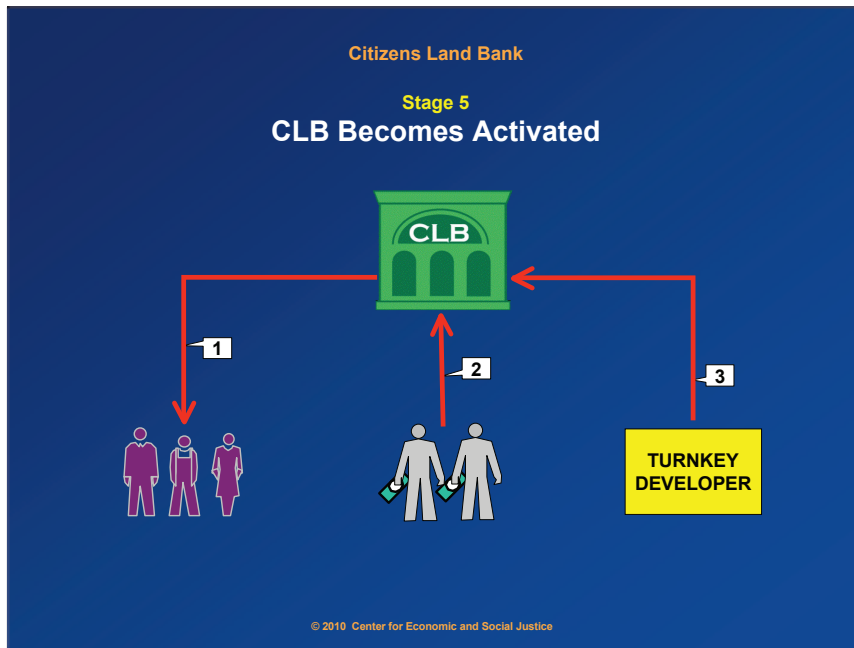 Citizens Land Bank
Stage 5
CLB Becomes Activated
CLB
1
2
3
TURNKEY
DEVELOPER
© 2010 Center for Economic and Social Justice